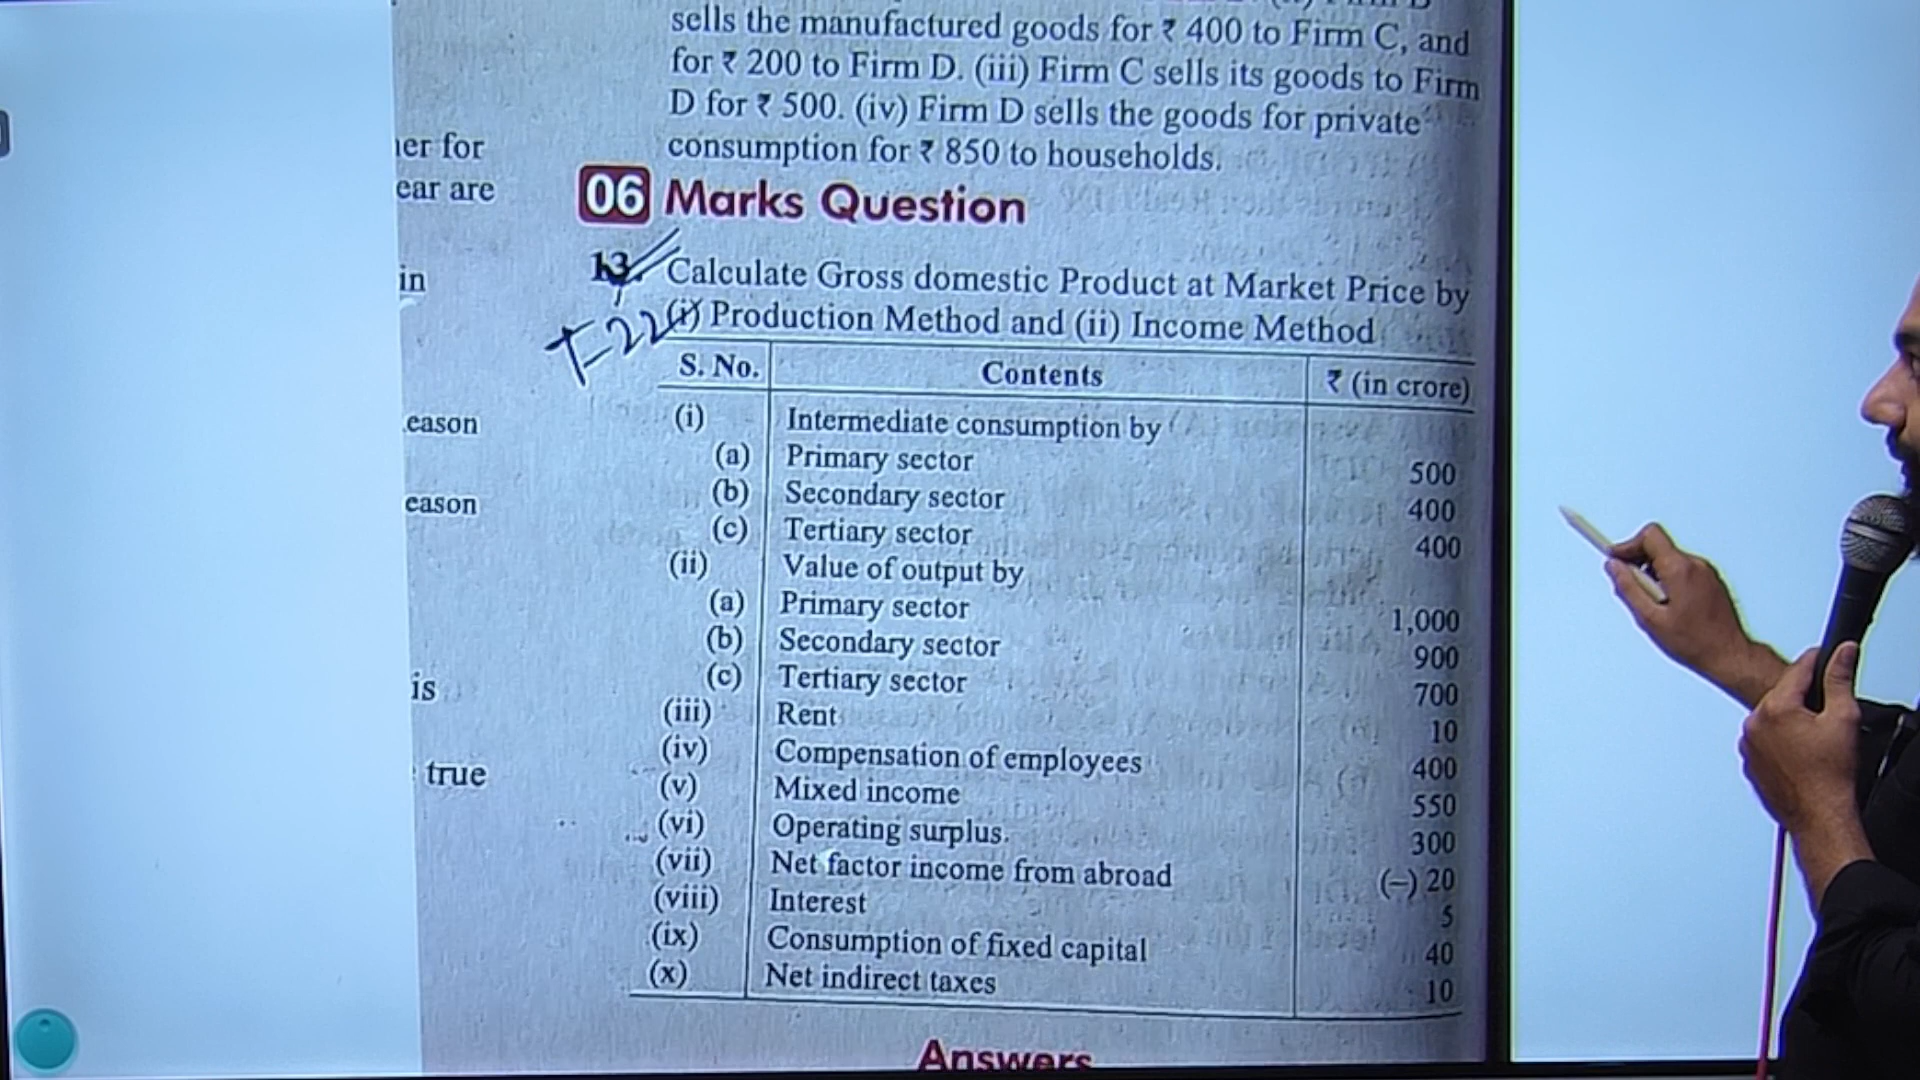 sells the manufactured goods for ₹ 400 to Firm C, and
for ₹ 200 to Firm D. (iii) Firm C sells its goods to Firm
D for ₹ 500. (iv) Firm D sells the goods for private
consumption for ₹ 850 to households.
er for
ear are
in
eason
eason
is
true
06 Marks Question
13. Calculate Gross domestic Product at Market Price by
T-22 (i) Production Method and (ii) Income Method
S. No. Contents ₹ (in crore)
(i) Intermediate consumption by
(a) Primary sector 500
(b) Secondary sector 400
(c) Tertiary sector 400
(ii) Value of output by
(a) Primary sector 1,000
(b) Secondary sector 900
(c) Tertiary sector 700
(iii) Rent 10
(iv) Compensation of employees 400
(v) Mixed income 550
(vi) Operating surplus. 300
(vii) Net factor income from abroad (–) 20
(viii) Interest 5
(ix) Consumption of fixed capital 40
(x) Net indirect taxes 10
Answers